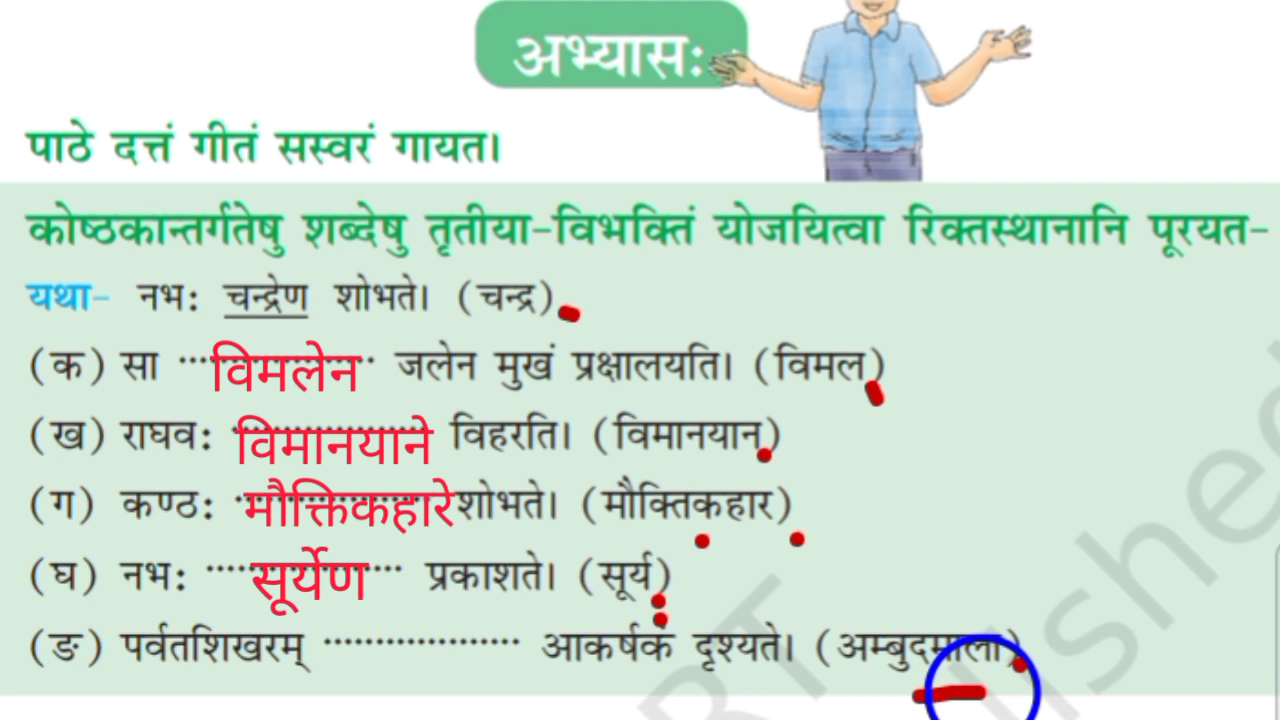 अभ्यासः
पाठे दत्तं गीतं सस्वरं गायत।
कोष्ठकान्तर्गतेषु शब्देषु तृतीया-विभक्तिं योजयित्वा रिक्तस्थानानि पूरयत-
यथा- नभः चन्द्रेण शोभते। (चन्द्र)
(क) सा विमलेन जलेन मुखं प्रक्षालयति। (विमल)
(ख) राघवः विमानयाने विहरति। (विमानयान)
(ग) कण्ठः मौक्तिकहारे शोभते। (मौक्तिकहार)
(घ) नभः सूर्येण प्रकाशते। (सूर्य)
(ङ) पर्वतशिखरम् ................... आकर्षकं दृश्यते। (अम्बुदमाला)